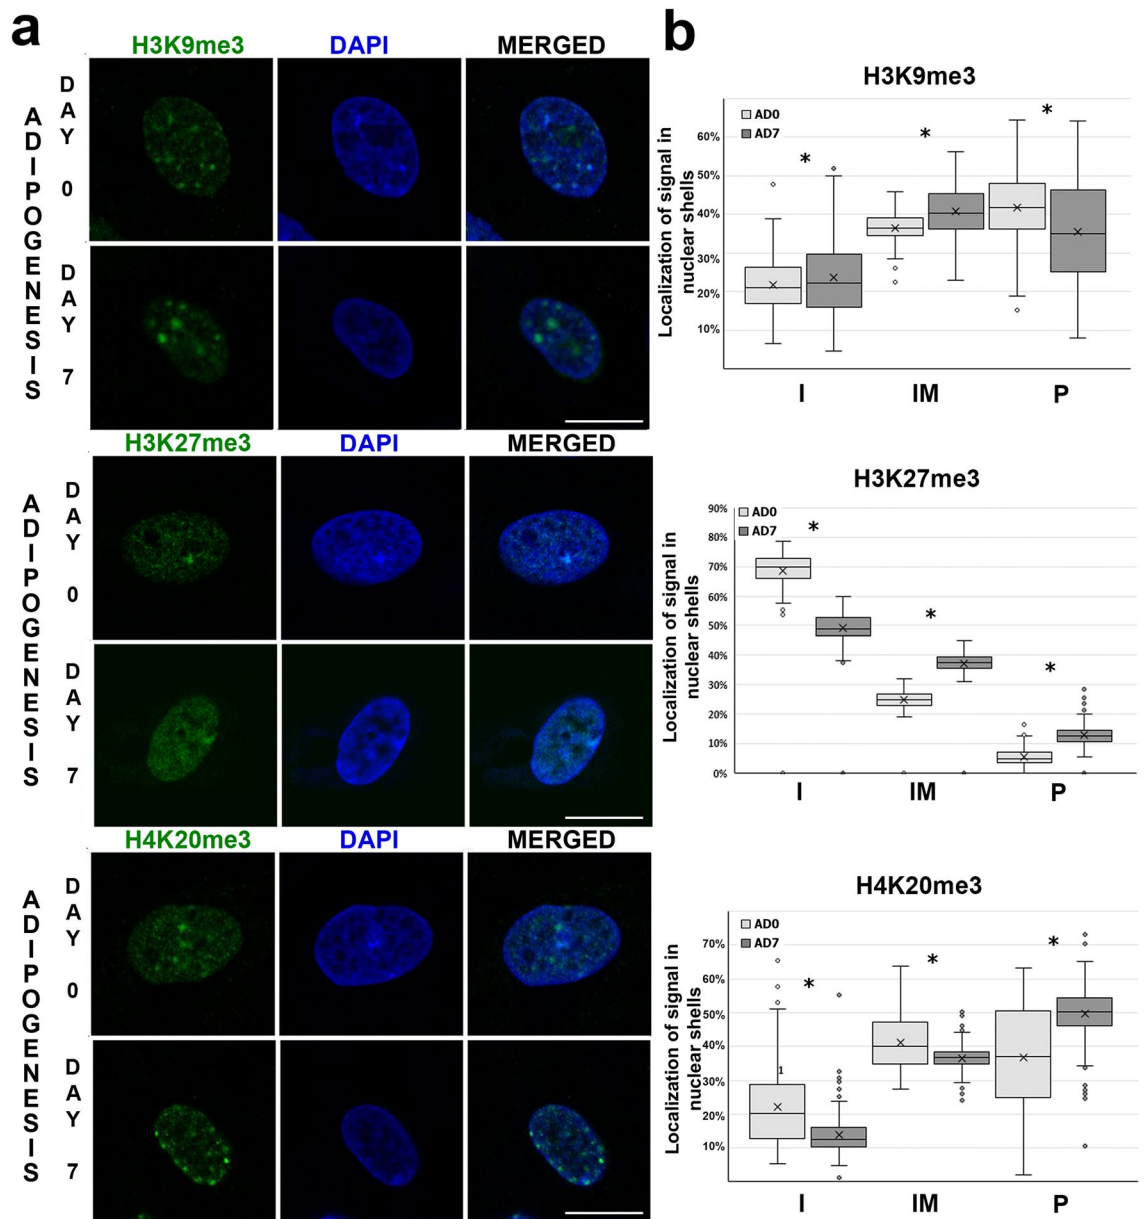 a
H3K9me3 DAPI MERGED
ADIPOGENESIS
DAY 0
DAY 7
H3K27me3 DAPI MERGED
ADIPOGENESIS
DAY 0
DAY 7
H4K20me3 DAPI MERGED
ADIPOGENESIS
DAY 0
DAY 7
b
H3K9me3
AD0
AD7
Localization of signal in
nuclear shells
60%
50%
40%
30%
20%
10%
* * *
I IM P
H3K27me3
AD0
AD7
Localization of signal in
nuclear shells
90%
80%
70%
60%
50%
40%
30%
20%
10%
0%
* * *
I IM P
H4K20me3
AD0
AD7
Localization of signal in
nuclear shells
70%
60%
50%
40%
30%
20%
10%
1
* * *
I IM P